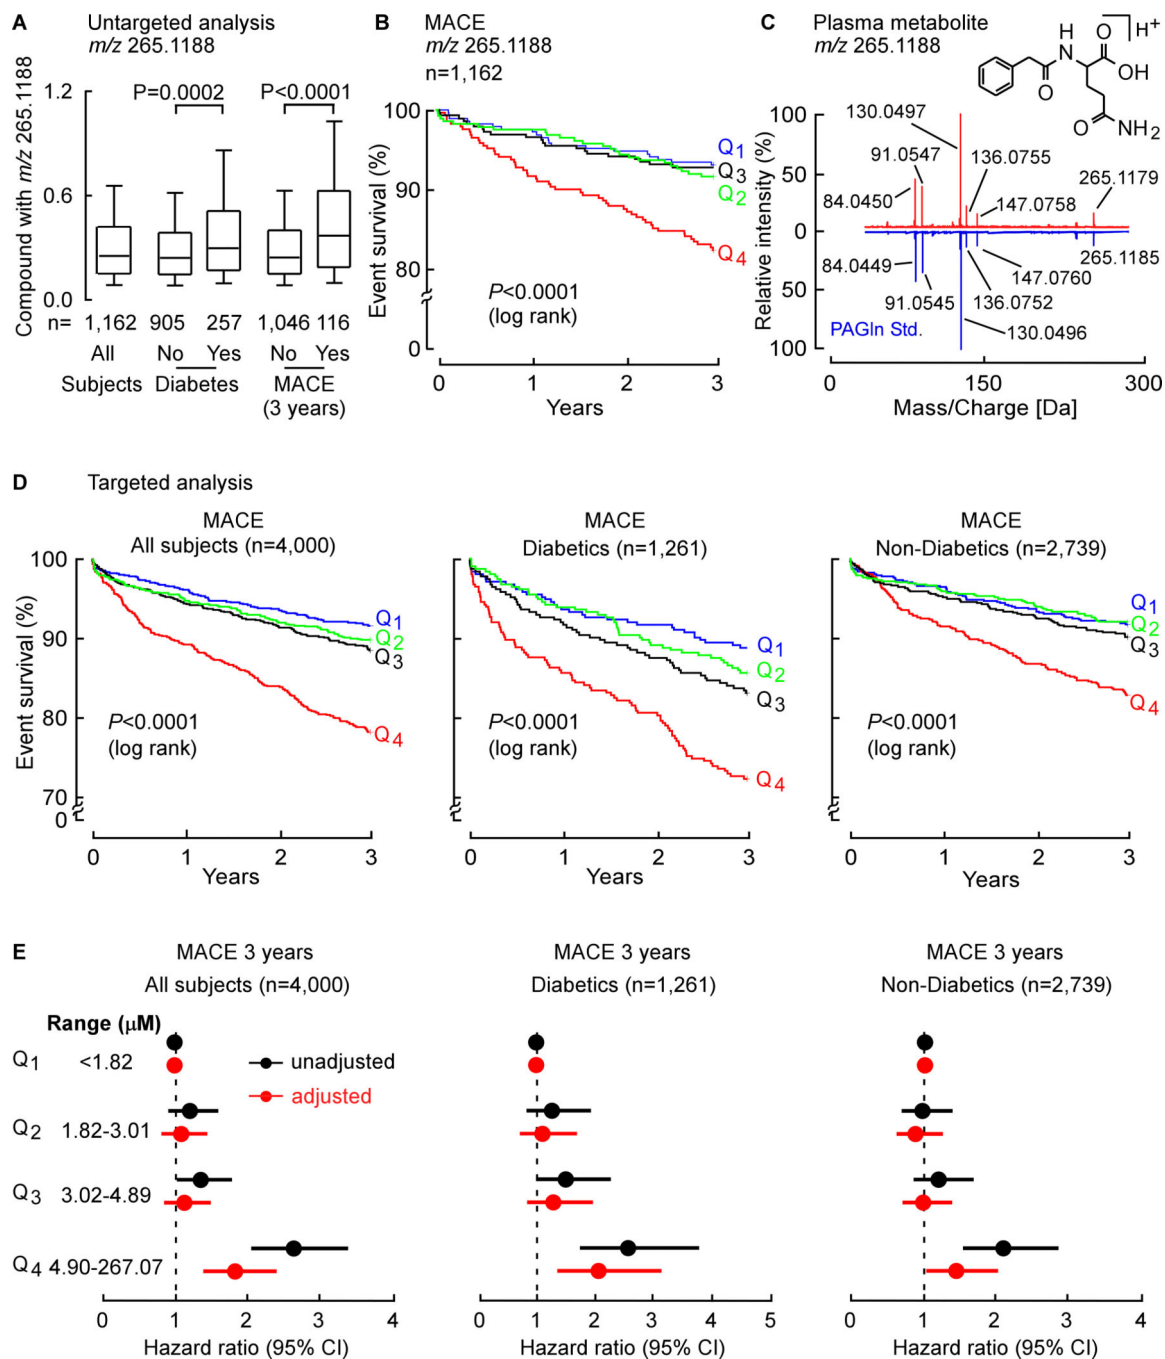 A Untargeted analysis
m/z 265.1188
Compound with m/z 265.1188
1.2
0.6
0.0
P=0.0002
P<0.0001
n= 1,162 905 257 1,046 116
All No Yes No Yes
Subjects Diabetes MACE
(3 years)
B MACE
m/z 265.1188
n=1,162
Event survival (%)
100
90
80
0
Q1
Q3
Q2
Q4
P<0.0001
(log rank)
0 1 2 3
Years
C Plasma metabolite
m/z 265.1188
H+
O
H
N
O
OH
O
O
NH2
Relative intensity (%)
100
50
0
50
100
130.0497
91.0547
136.0755
84.0450
147.0758
265.1179
84.0449
91.0545
147.0760
136.0752
265.1185
130.0496
PAGln Std.
0 150 300
Mass/Charge [Da]
D Targeted analysis
MACE
All subjects (n=4,000)
Event survival (%)
100
90
80
70
0
Q1
Q2
Q3
Q4
P<0.0001
(log rank)
0 1 2 3
Years
MACE
Diabetics (n=1,261)
Q1
Q2
Q3
Q4
P<0.0001
(log rank)
0 1 2 3
Years
MACE
Non-Diabetics (n=2,739)
Q1
Q2
Q3
Q4
P<0.0001
(log rank)
0 1 2 3
Years
E MACE 3 years
All subjects (n=4,000)
Range (µM)
Q1 <1.82
Q2 1.82-3.01
Q3 3.02-4.89
Q4 4.90-267.07
unadjusted
adjusted
0 1 2 3 4
Hazard ratio (95% CI)
MACE 3 years
Diabetics (n=1,261)
0 1 2 3 4 5
Hazard ratio (95% CI)
MACE 3 years
Non-Diabetics (n=2,739)
0 1 2 3 4
Hazard ratio (95% CI)